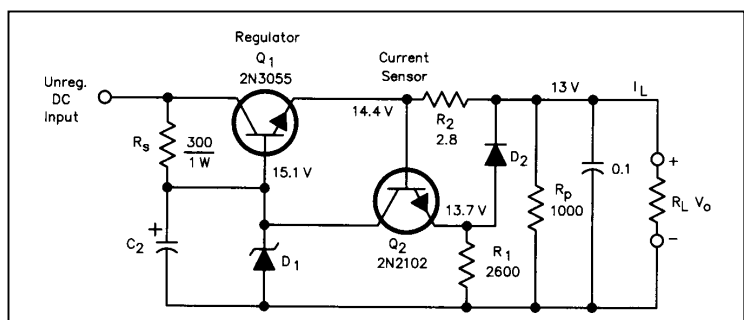 Regulator
Q1
2N3055
Current
Sensor
Unreg.
DC
Input
14.4 V
R2
2.8
13 V
IL
Rs
300
1 W
15.1 V
D2
+
C2
D1
Q2
2N2102
13.7 V
R1
2600
Rp
1000
0.1
+
RL Vo
−